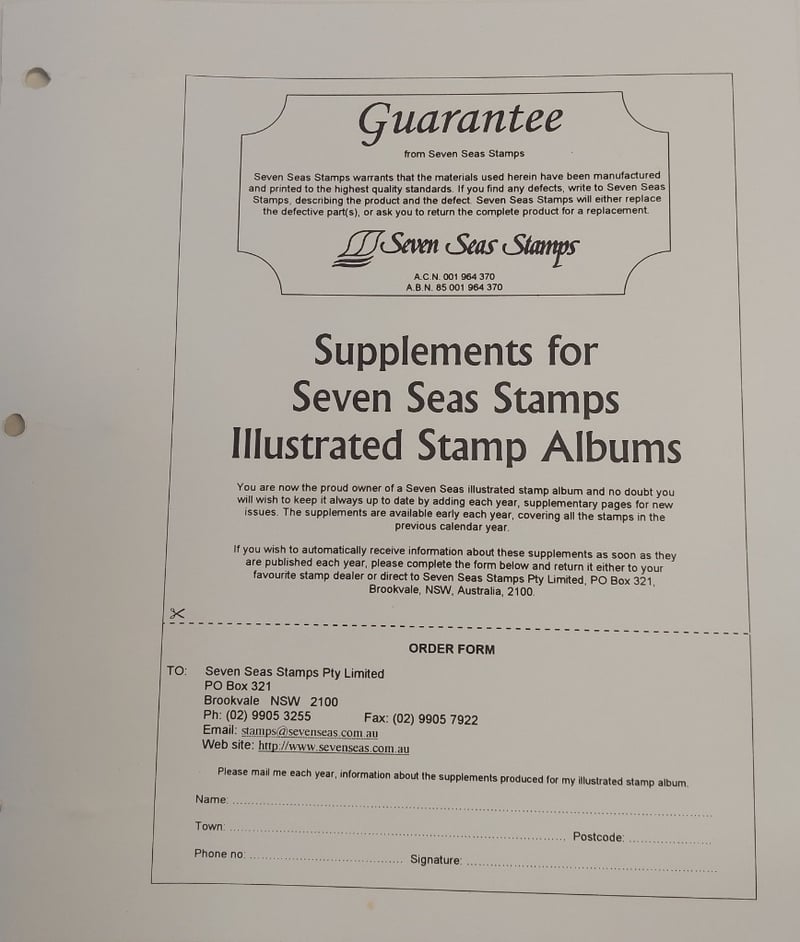 Guarantee
from Seven Seas Stamps
Seven Seas Stamps warrants that the materials used herein have been manufactured
and printed to the highest quality standards. If you find any defects, write to Seven Seas
Stamps, describing the product and the defect. Seven Seas Stamps will either replace
the defective part(s), or ask you to return the complete product for a replacement.
Seven Seas Stamps
A.C.N. 001 964 370
A.B.N. 85 001 964 370
Supplements for
Seven Seas Stamps
Illustrated Stamp Albums
You are now the proud owner of a Seven Seas illustrated stamp album and no doubt you
will wish to keep it always up to date by adding each year, supplementary pages for new
issues. The supplements are available early each year, covering all the stamps in the
previous calendar year.
If you wish to automatically receive information about these supplements as soon as they
are published each year, please complete the form below and return it either to your
favourite stamp dealer or direct to Seven Seas Stamps Pty Limited, PO Box 321,
Brookvale, NSW, Australia, 2100.
ORDER FORM
TO: Seven Seas Stamps Pty Limited
PO Box 321
Brookvale NSW 2100
Ph: (02) 9905 3255 Fax: (02) 9905 7922
Email: stamps@sevenseas.com.au
Web site: http://www.sevenseas.com.au
Please mail me each year, information about the supplements produced for my illustrated stamp album.
Name:
Town: Postcode:
Phone no: Signature: